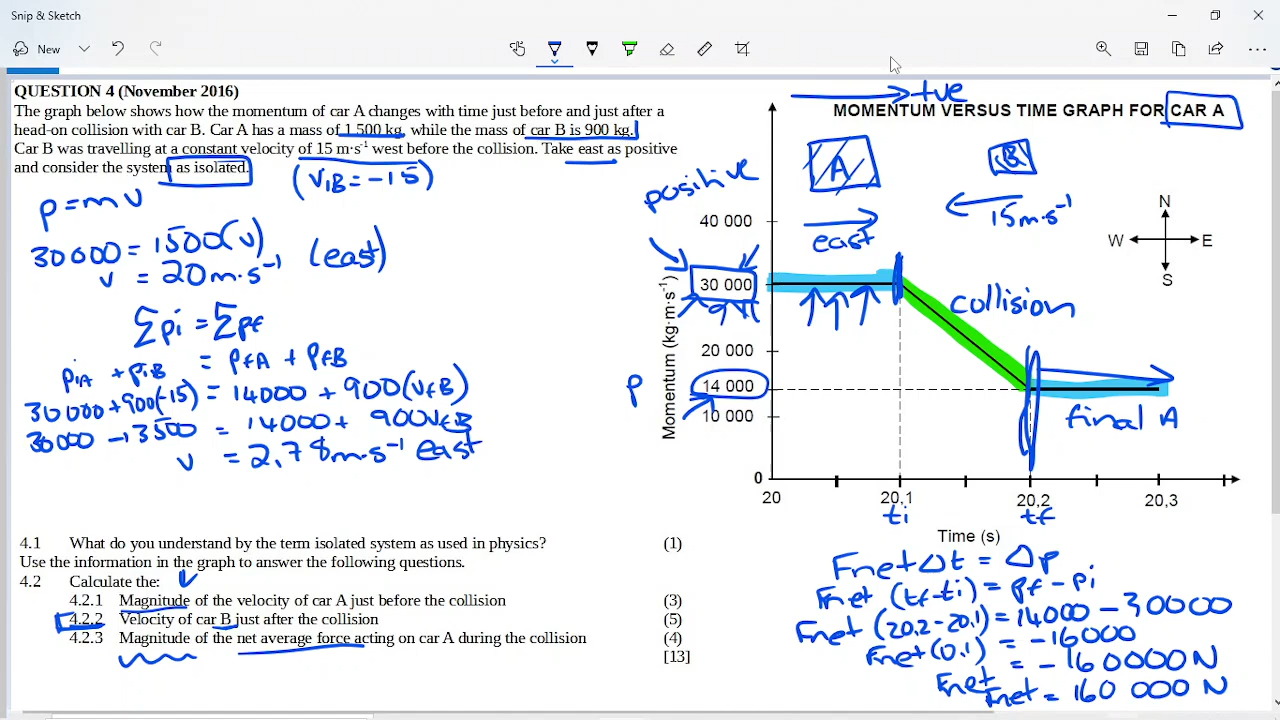 Snip & Sketch
New
QUESTION 4 (November 2016)
The graph below shows how the momentum of car A changes with time just before and just after a
head-on collision with car B. Car A has a mass of 1 500 kg, while the mass of car B is 900 kg.
Car B was travelling at a constant velocity of 15 m·s⁻¹ west before the collision. Take east as positive
and consider the system as isolated.
(V1B = -15)
p = mv
30000 = 1500(v)
v = 20m·s⁻¹ (east)
Σpi = Σpf
piA + piB = pfA + pfB
30000 + 900(-15) = 14000 + 900(vfB)
30000 - 13500 = 14000 + 900vfB
v = 2,78m·s⁻¹ east
+ve
MOMENTUM VERSUS TIME GRAPH FOR CAR A
A
B
positive
east
15m·s⁻¹
N
W E
S
40 000
30 000
20 000
14 000
10 000
0
Momentum (kg·m·s⁻¹)
p
collision
final A
20 20,1 20,2 20,3
ti tf
Time (s)
4.1 What do you understand by the term isolated system as used in physics? (1)
Use the information in the graph to answer the following questions.
4.2 Calculate the:
4.2.1 Magnitude of the velocity of car A just before the collision (3)
4.2.2 Velocity of car B just after the collision (5)
4.2.3 Magnitude of the net average force acting on car A during the collision (4)
[13]
Fnet Δt = Δp
Fnet (tf-ti) = pf - pi
Fnet (20,2-20,1) = 14000 - 30000
Fnet (0,1) = -16000
Fnet = -160000N
Fnet = 160 000 N